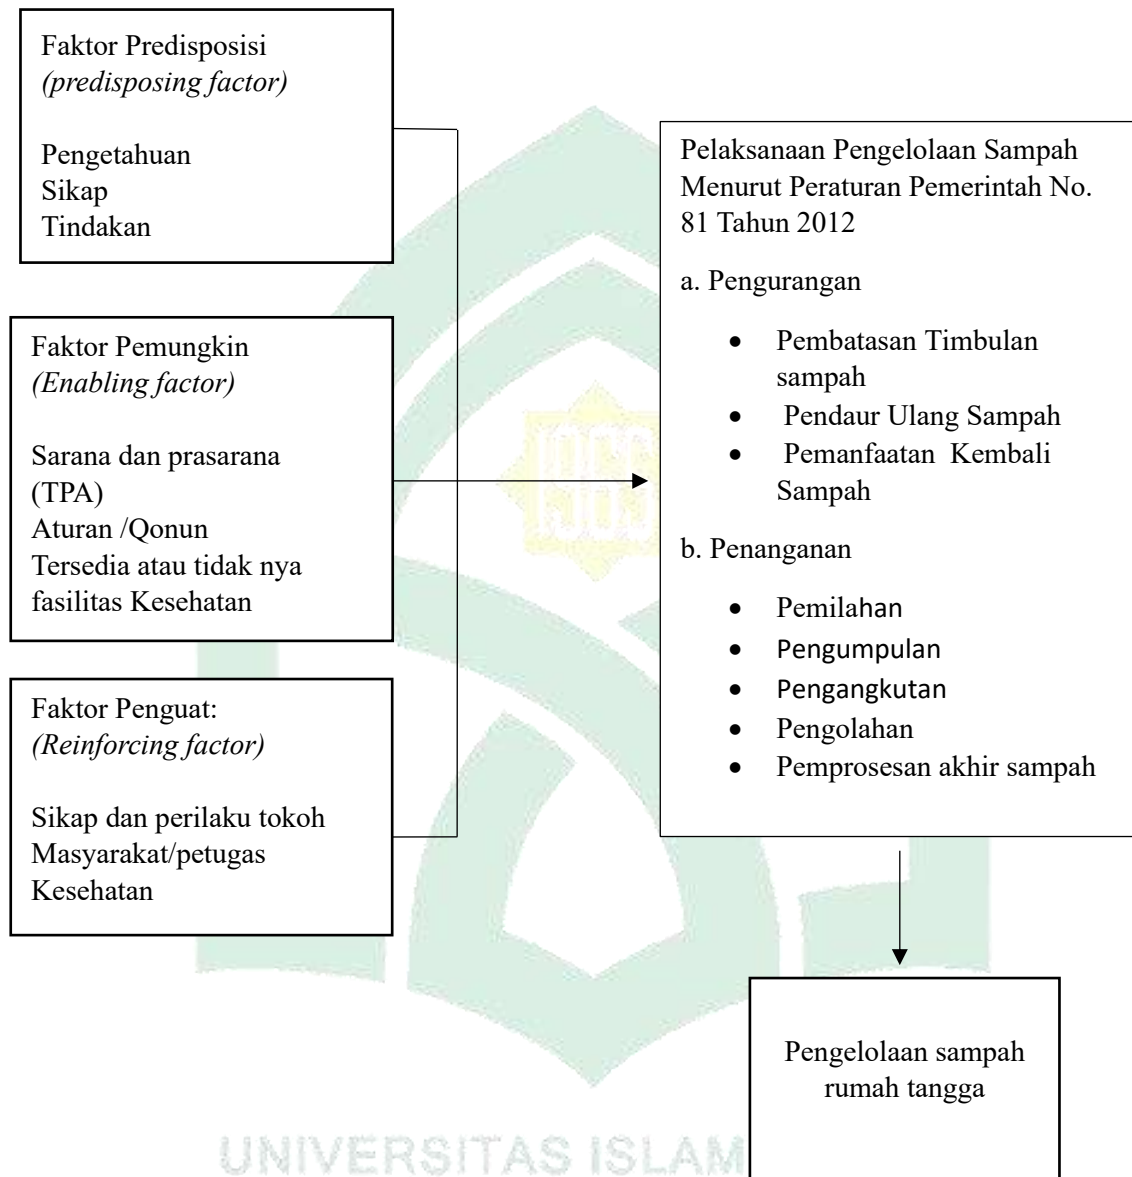 Faktor Predisposisi
(predisposing factor)
Pengetahuan
Sikap
Tindakan
Faktor Pemungkin
(Enabling factor)
Sarana dan prasarana
(TPA)
Aturan /Qonun
Tersedia atau tidak nya
fasilitas Kesehatan
Faktor Penguat:
(Reinforcing factor)
Sikap dan perilaku tokoh
Masyarakat/petugas
Kesehatan
Pelaksanaan Pengelolaan Sampah
Menurut Peraturan Pemerintah No.
81 Tahun 2012
a. Pengurangan
• Pembatasan Timbulan
sampah
• Pendaur Ulang Sampah
• Pemanfaatan Kembali
Sampah
b. Penanganan
• Pemilahan
• Pengumpulan
• Pengangkutan
• Pengolahan
• Pemprosesan akhir sampah
Pengelolaan sampah
rumah tangga
UNIVERSITAS ISLAM